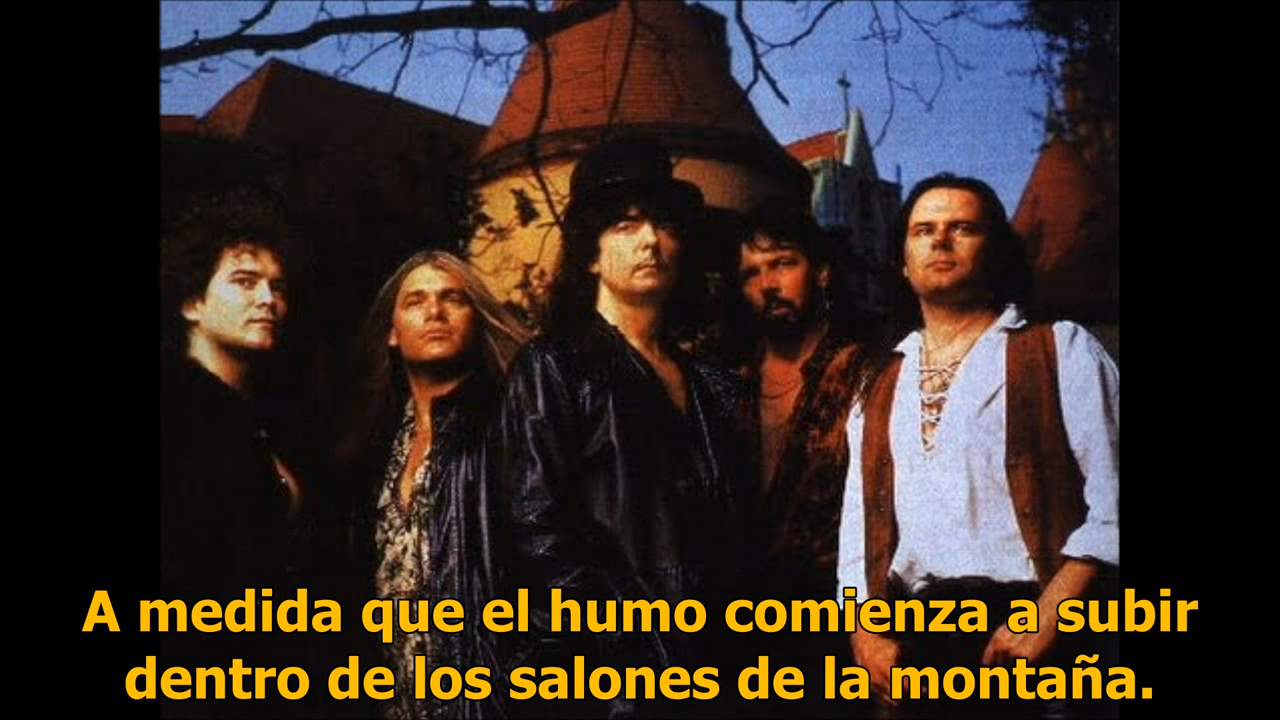 A medida que el humo comienza a subir
dentro de los salones de la montaña.